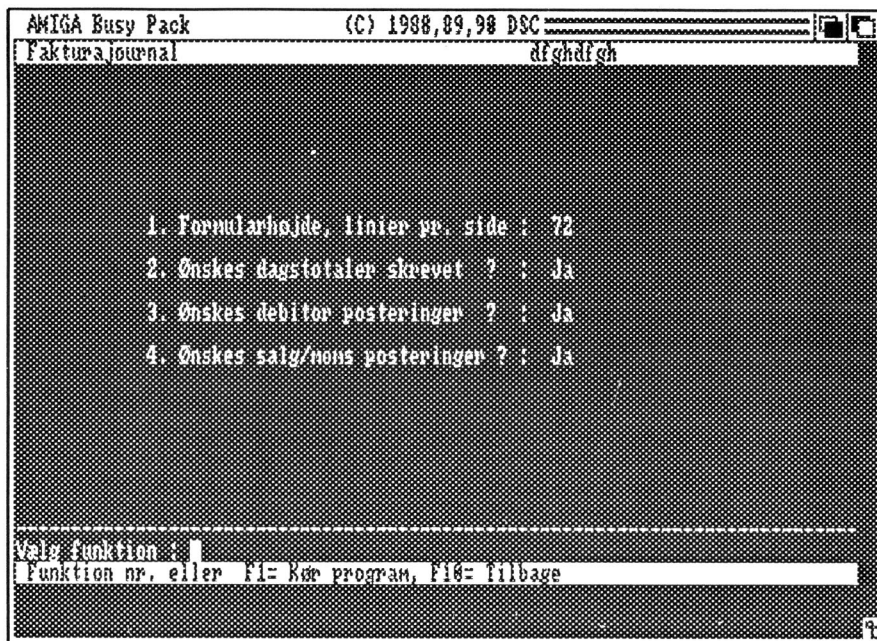 AMIGA Busy Pack (C) 1988,89,90 DSC
Fakturajournal dfghdfgh
1. Formularhøjde, linier pr. side : 72
2. Ønskes dagstotaler skrevet ? : Ja
3. Ønskes debitor posteringer ? : Ja
4. Ønskes salg/moms posteringer ? : Ja
Vælg funktion :
Funktion nr. eller F1= Kør program, F10= Tilbage